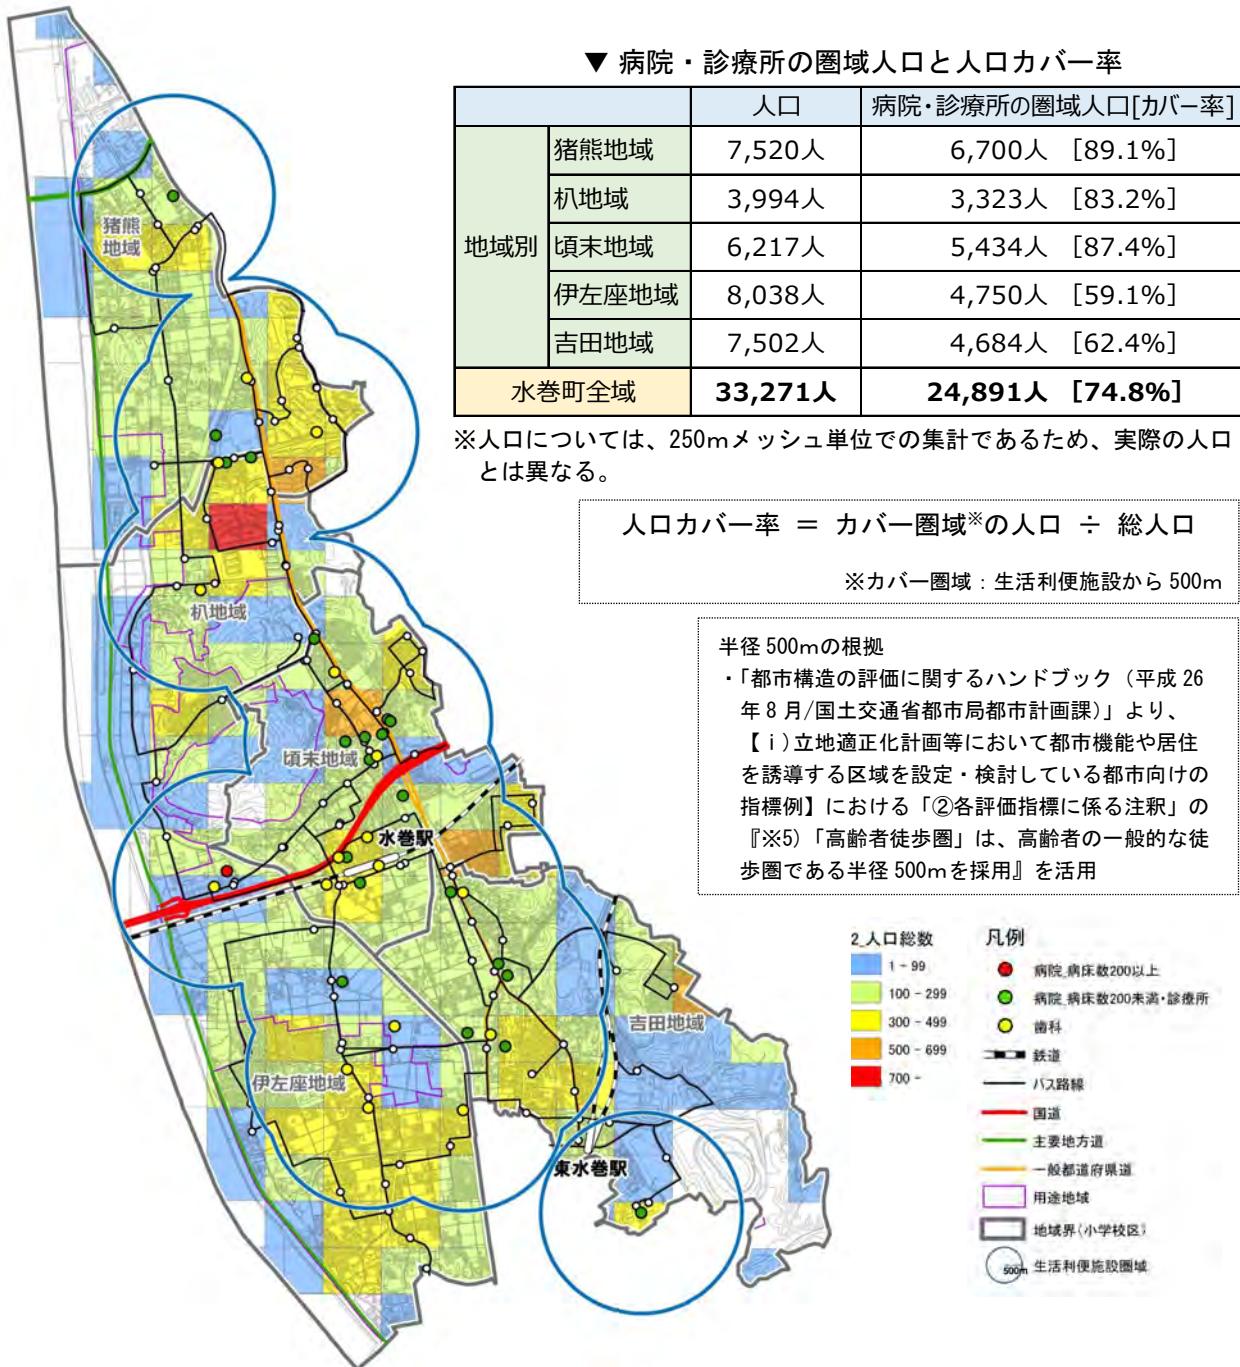 ▼ 病院・診療所の圏域人口と人口カバー率
人口 病院・診療所の圏域人口[カバー率]
地域別
猪熊地域 7,520人 6,700人 [89.1%]
朳地域 3,994人 3,323人 [83.2%]
頃末地域 6,217人 5,434人 [87.4%]
伊左座地域 8,038人 4,750人 [59.1%]
吉田地域 7,502人 4,684人 [62.4%]
水巻町全域 33,271人 24,891人 [74.8%]
※人口については、250mメッシュ単位での集計であるため、実際の人口
とは異なる。
人口カバー率 = カバー圏域※の人口 ÷ 総人口
※カバー圏域：生活利便施設から 500m
半径 500mの根拠
・「都市構造の評価に関するハンドブック（平成 26
年 8 月/国土交通省都市局都市計画課）」より、
【ⅰ）立地適正化計画等において都市機能や居住
を誘導する区域を設定・検討している都市向けの
指標例】における「②各評価指標に係る注釈」の
『※5）「高齢者徒歩圏」は、高齢者の一般的な徒
歩圏である半径 500mを採用』を活用
猪熊
地域
朳地域
頃末地域
水巻駅
吉田地域
伊左座地域
東水巻駅
2_人口総数
1 - 99
100 - 299
300 - 499
500 - 699
700 -
凡例
病院_病床数200以上
病院_病床数200未満・診療所
歯科
鉄道
バス路線
国道
主要地方道
一般都道府県道
用途地域
地域界(小学校区)
500m 生活利便施設圏域